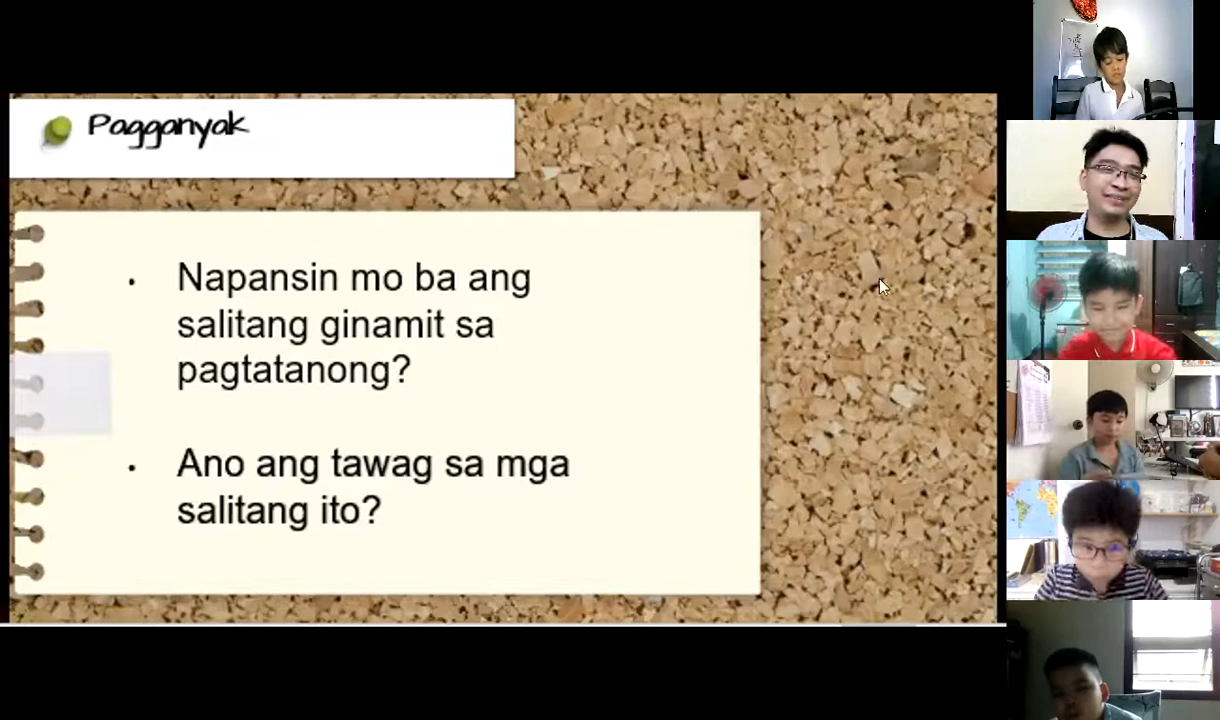 Pagganyak
• Napansin mo ba ang
salitang ginamit sa
pagtatanong?
• Ano ang tawag sa mga
salitang ito?